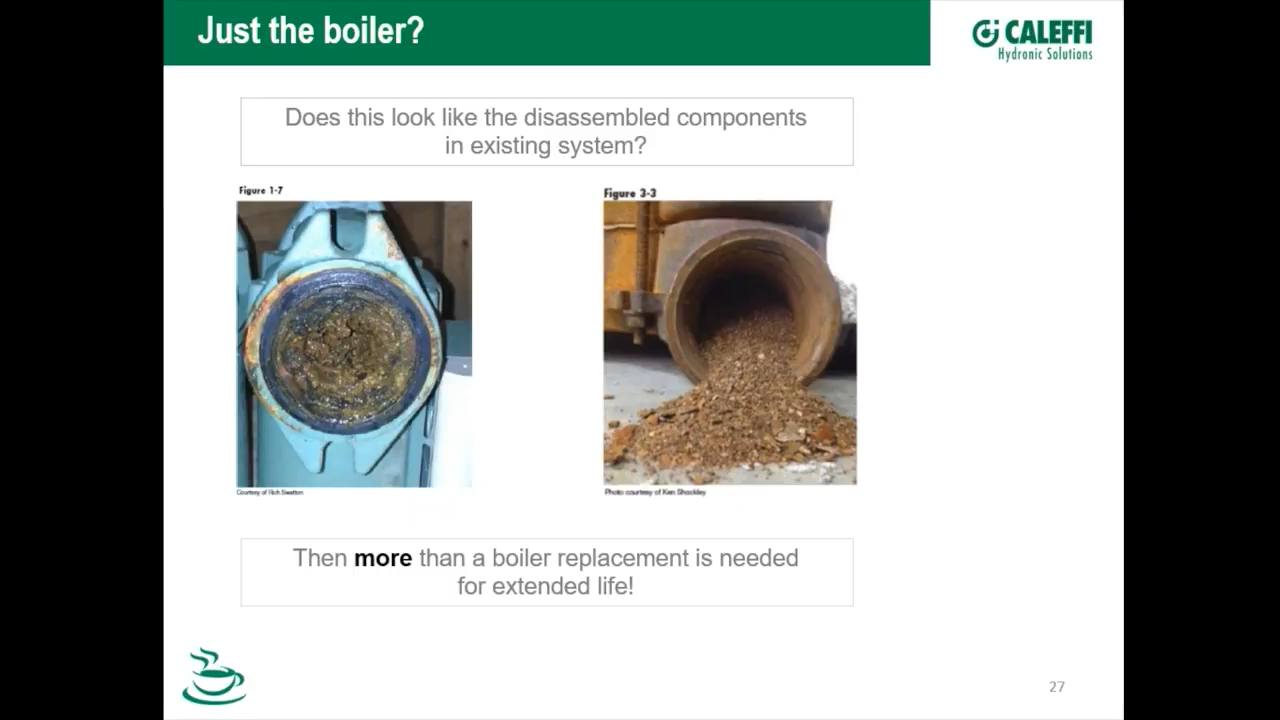 Just the boiler?
CALEFFI
Hydronic Solutions
Does this look like the disassembled components
in existing system?
Figure 1-7
Figure 3-3
Courtesy of Rich Swatton
Photo courtesy of Ken Shockley
Then more than a boiler replacement is needed
for extended life!
27